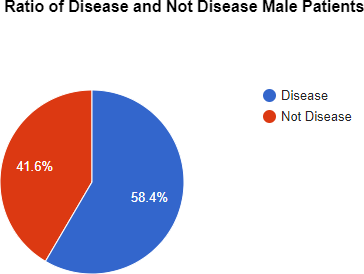 Ratio of Disease and Not Disease Male Patients
Disease
Not Disease
41.6%
58.4%